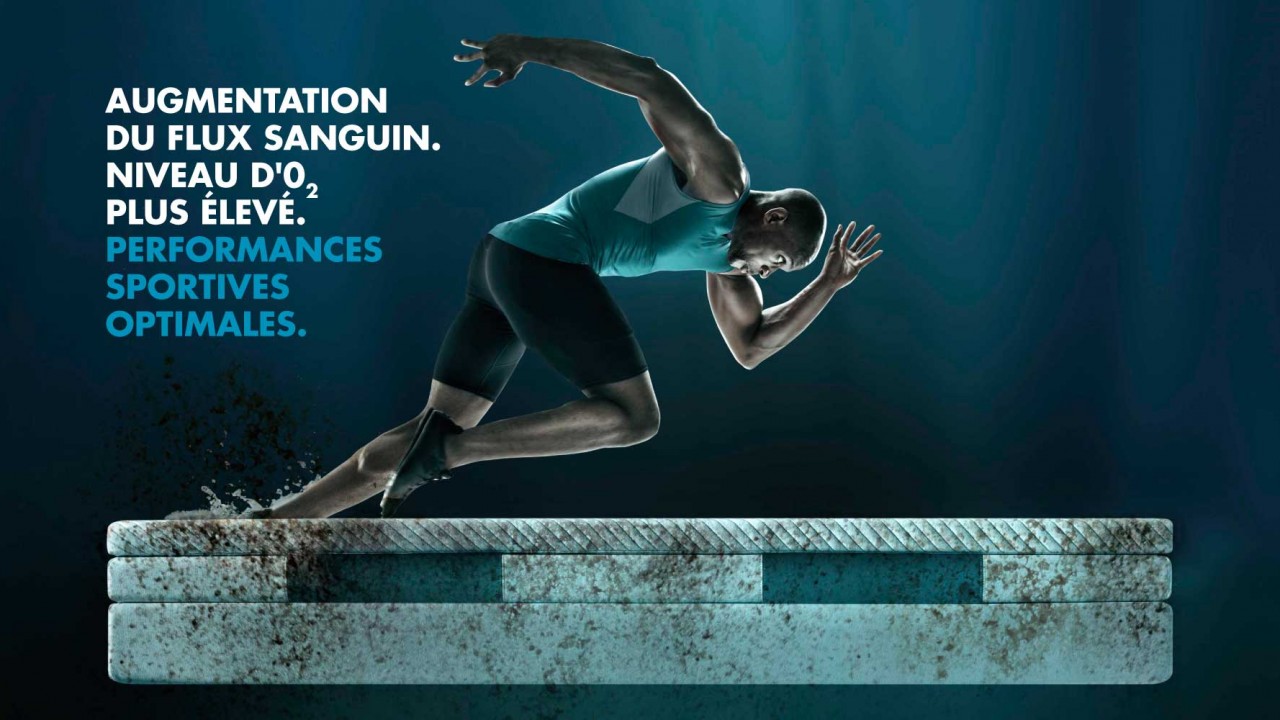 AUGMENTATION
DU FLUX SANGUIN.
NIVEAU D'0₂
PLUS ÉLEVÉ.
PERFORMANCES
SPORTIVES
OPTIMALES.